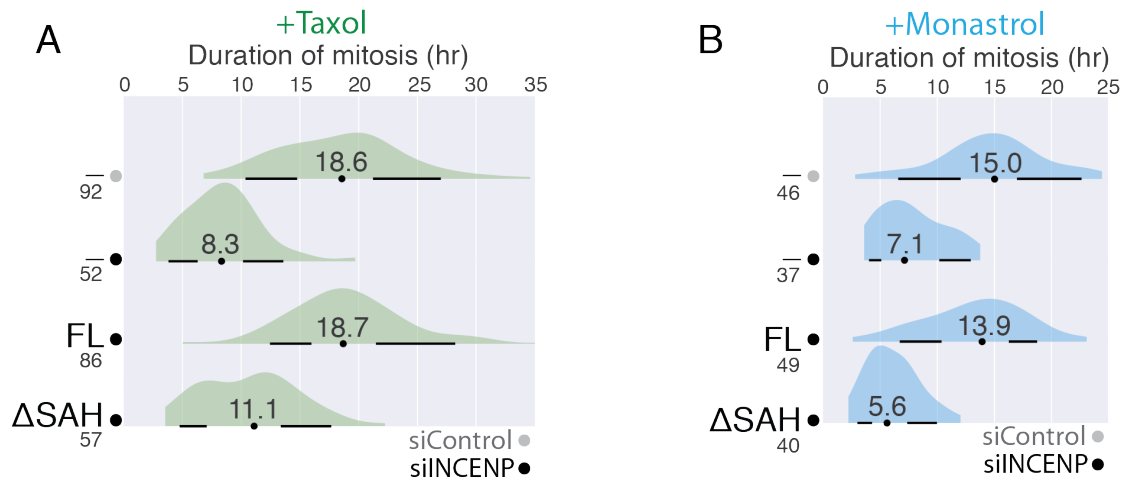 A
+Taxol
Duration of mitosis (hr)
0 5 10 15 20 25 30 35
– 18.6
92
– 8.3
52
FL 18.7
86
ΔSAH 11.1
57
siControl
siINCENP
B
+Monastrol
Duration of mitosis (hr)
0 5 10 15 20 25
– 15.0
46
– 7.1
37
FL 13.9
49
ΔSAH 5.6
40
siControl
siINCENP